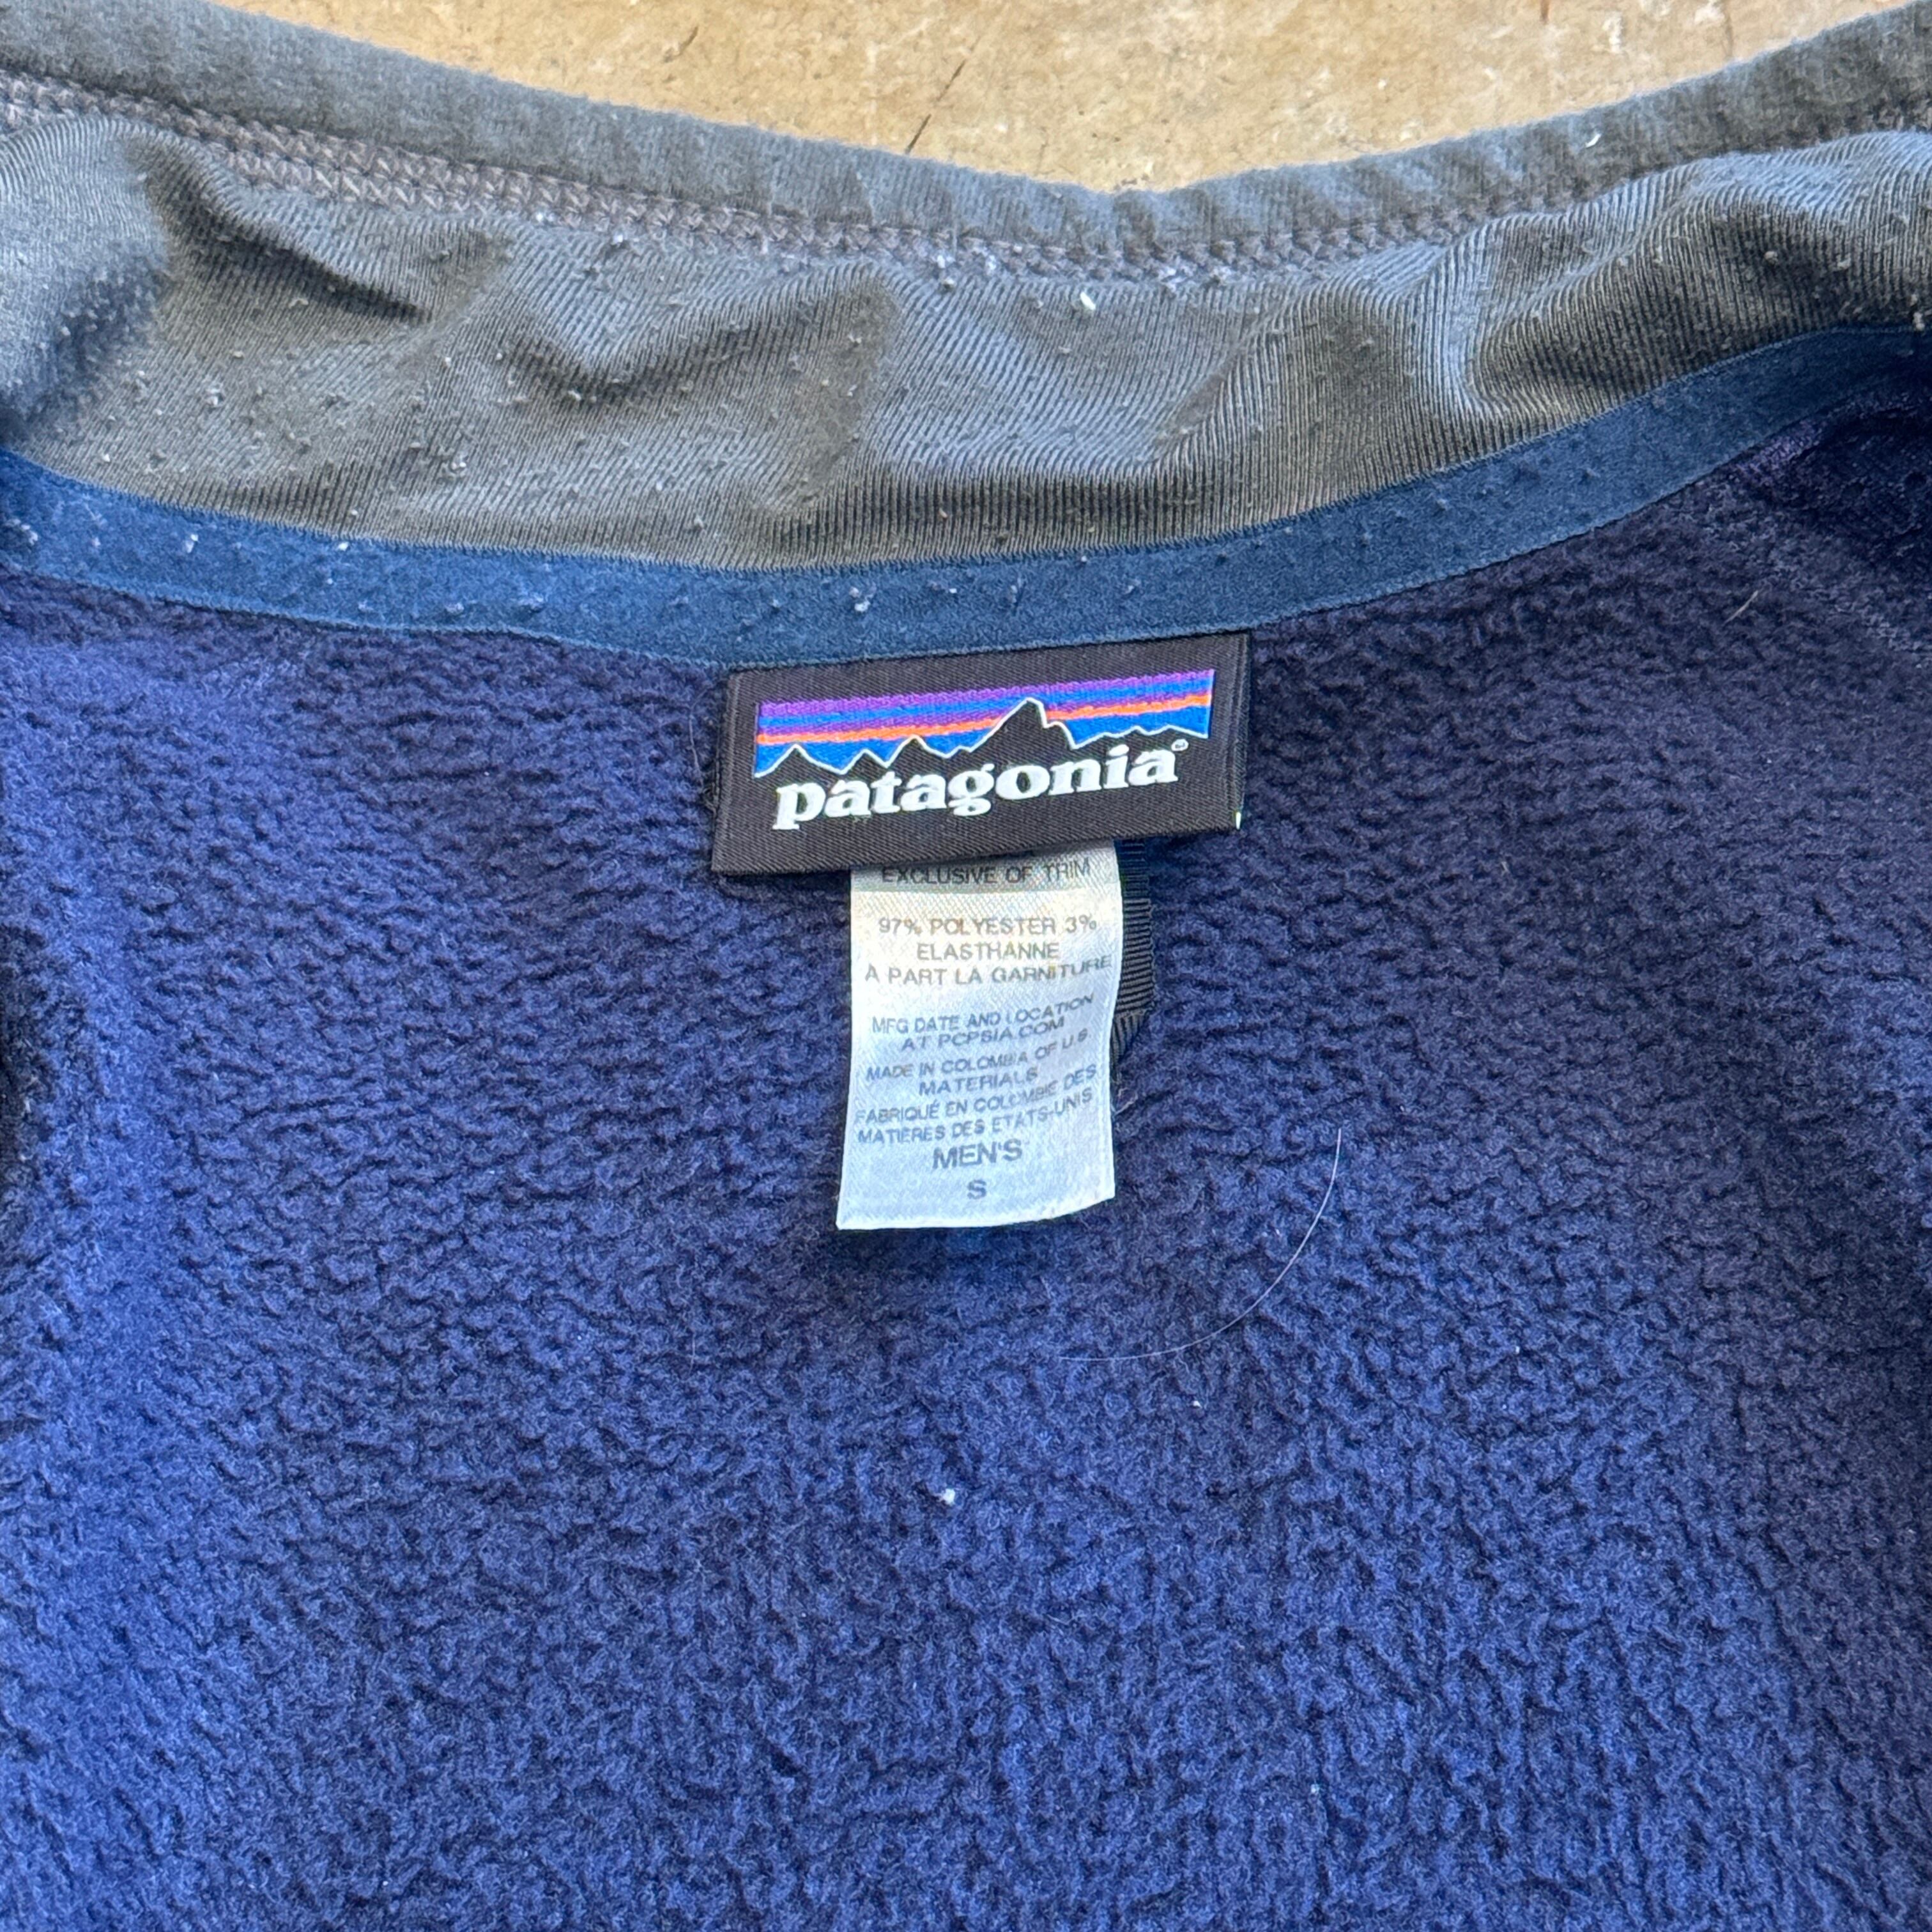 patagonia®
EXCLUSIVE OF TRIM
97% POLYESTER 3%
ELASTHANNE
À PART LA GARNITURE
MFG DATE AND LOCATION
AT PCPSIA.COM
MADE IN COLOMBIA OF U.S.
MATERIALS
FABRIQUÉ EN COLOMBIE DES
MATIÈRES DES ÉTATS-UNIS
MEN'S
S